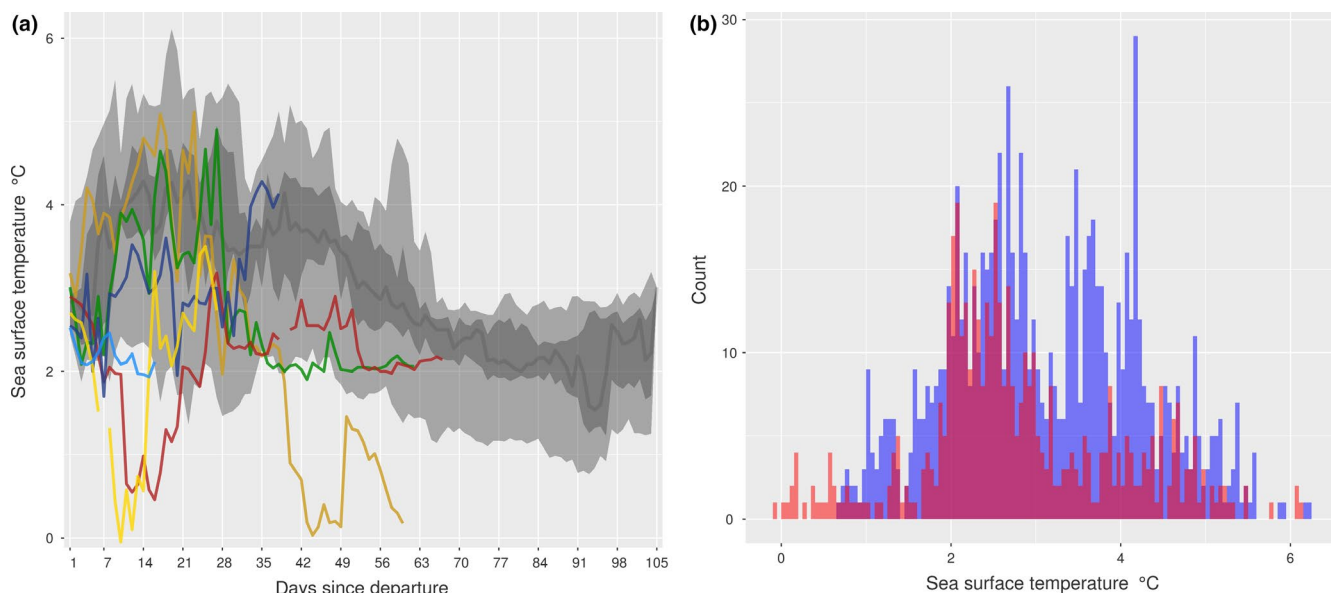 (a)
6
4
2
0
Sea surface temperature °C
1 7 14 21 28 35 42 49 56 63 70 77 84 91 98 105
Days since departure
(b)
30
20
10
0
Count
0 2 4 6
Sea surface temperature °C